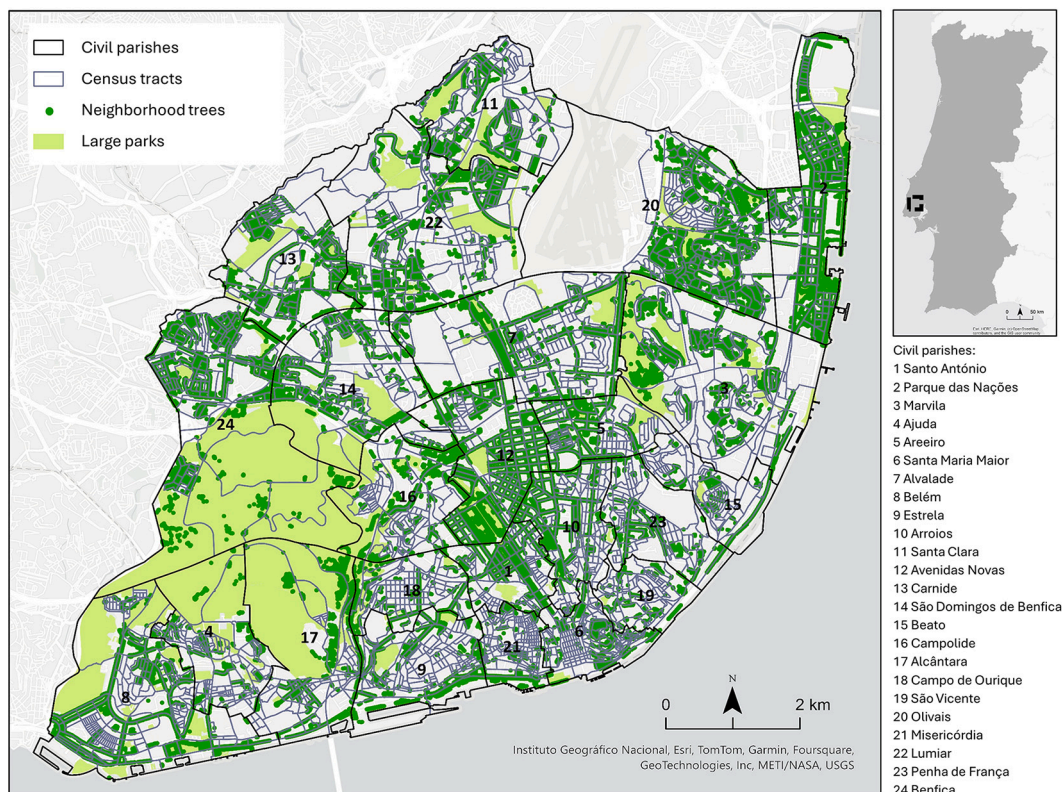 Civil parishes
Census tracts
Neighborhood trees
Large parks
11
2
20
22
13
7
14
3
24
5
12
16
15
23
10
1
18
19
4
17
6
21
9
8
N
0 2 km
Instituto Geográfico Nacional, Esri, TomTom, Garmin, Foursquare,
GeoTechnologies, Inc, METI/NASA, USGS
0 50 km
Civil parishes:
1 Santo António
2 Parque das Nações
3 Marvila
4 Ajuda
5 Areeiro
6 Santa Maria Maior
7 Alvalade
8 Belém
9 Estrela
10 Arroios
11 Santa Clara
12 Avenidas Novas
13 Carnide
14 São Domingos de Benfica
15 Beato
16 Campolide
17 Alcântara
18 Campo de Ourique
19 São Vicente
20 Olivais
21 Misericórdia
22 Lumiar
23 Penha de França
24 Benfica